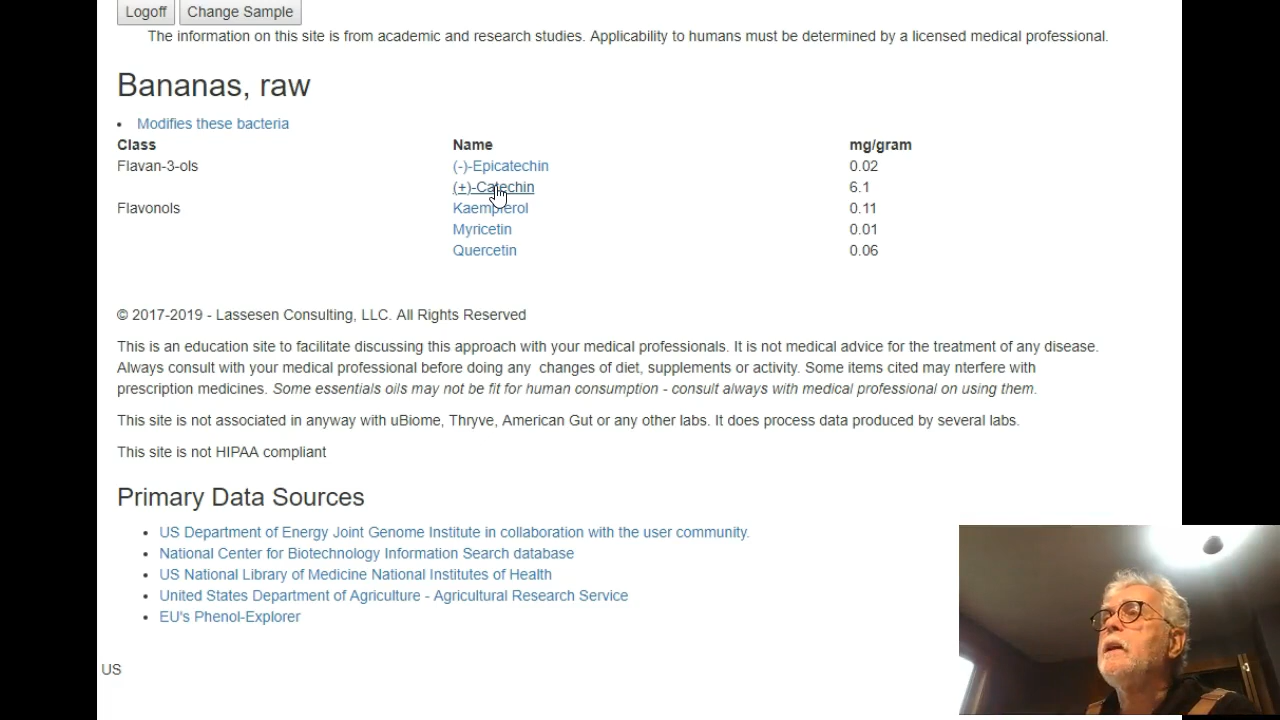 Logoff Change Sample
The information on this site is from academic and research studies. Applicability to humans must be determined by a licensed medical professional.
Bananas, raw
• Modifies these bacteria
Class Name mg/gram
Flavan-3-ols (-)-Epicatechin 0.02
(+)-Catechin 6.1
Flavonols Kaempferol 0.11
Myricetin 0.01
Quercetin 0.06
© 2017-2019 - Lassesen Consulting, LLC. All Rights Reserved
This is an education site to facilitate discussing this approach with your medical professionals. It is not medical advice for the treatment of any disease.
Always consult with your medical professional before doing any changes of diet, supplements or activity. Some items cited may nterfere with
prescription medicines. Some essentials oils may not be fit for human consumption - consult always with medical professional on using them.
This site is not associated in anyway with uBiome, Thryve, American Gut or any other labs. It does process data produced by several labs.
This site is not HIPAA compliant
Primary Data Sources
• US Department of Energy Joint Genome Institute in collaboration with the user community.
• National Center for Biotechnology Information Search database
• US National Library of Medicine National Institutes of Health
• United States Department of Agriculture - Agricultural Research Service
• EU's Phenol-Explorer
US